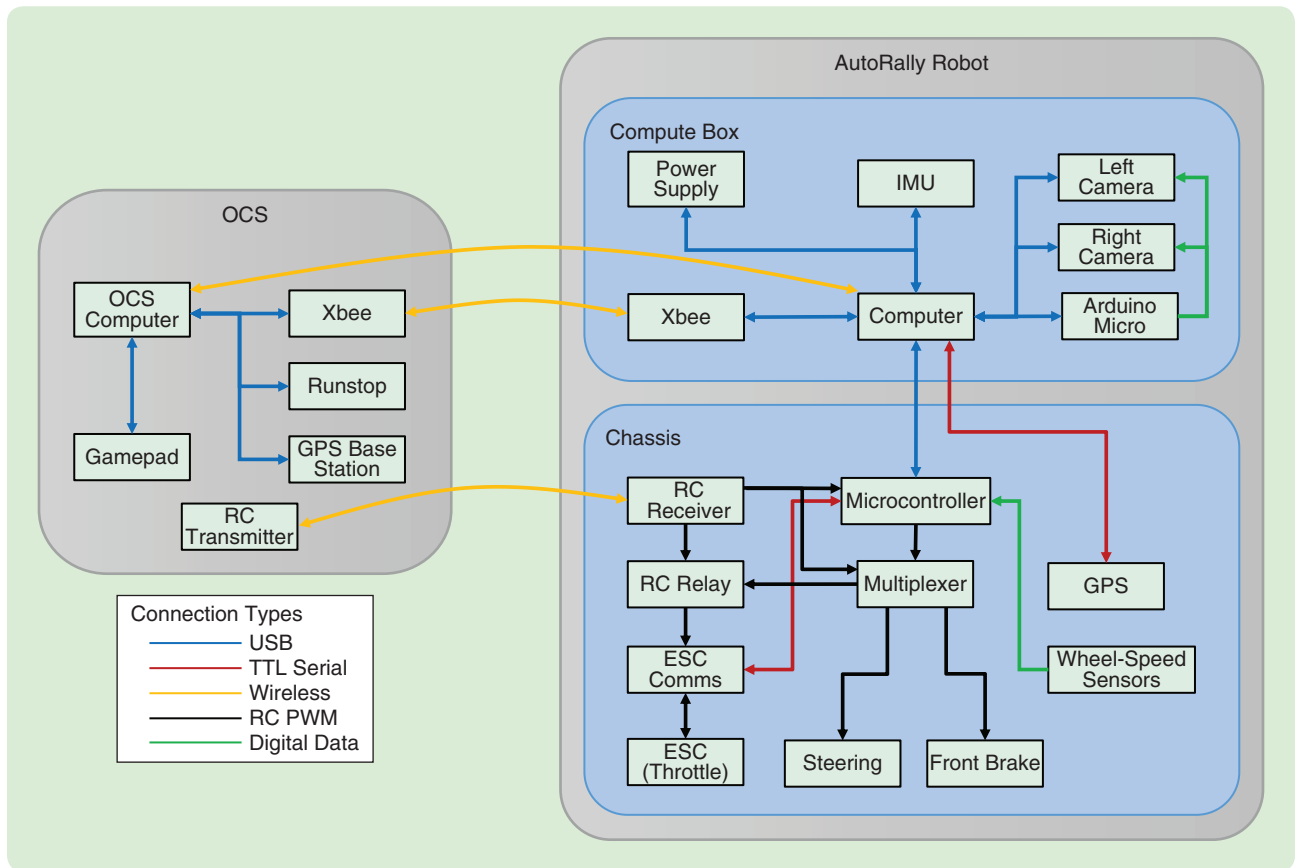 AutoRally Robot
Compute Box
Power
Supply
IMU
Left
Camera
Right
Camera
Xbee
Computer
Arduino
Micro
OCS
OCS
Computer
Xbee
Runstop
Gamepad
GPS Base
Station
RC
Transmitter
Chassis
RC
Receiver
Microcontroller
RC Relay
Multiplexer
GPS
ESC
Comms
Wheel-Speed
Sensors
ESC
(Throttle)
Steering
Front Brake
Connection Types
USB
TTL Serial
Wireless
RC PWM
Digital Data